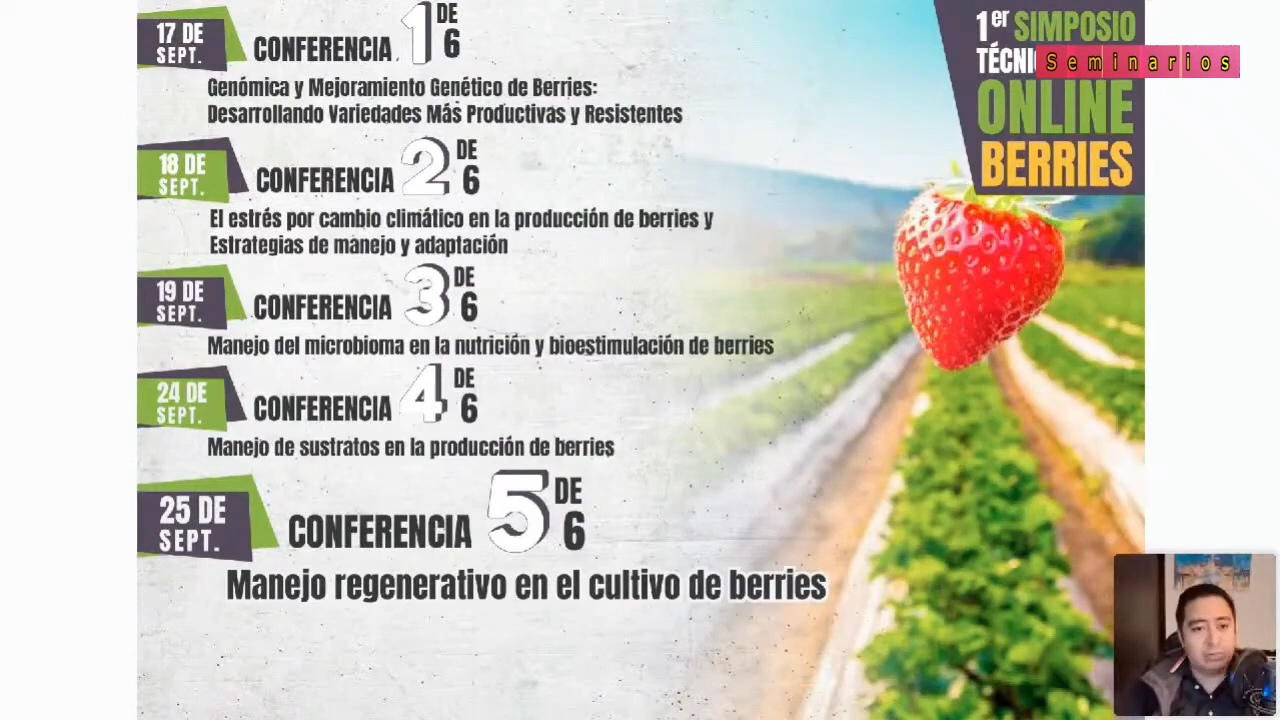 17 DE
SEPT.
CONFERENCIA 1 DE 6
Genómica y Mejoramiento Genético de Berries:
Desarrollando Variedades Más Productivas y Resistentes
18 DE
SEPT.
CONFERENCIA 2 DE 6
El estrés por cambio climático en la producción de berries y
Estrategias de manejo y adaptación
19 DE
SEPT.
CONFERENCIA 3 DE 6
Manejo del microbioma en la nutrición y bioestimulación de berries
24 DE
SEPT.
CONFERENCIA 4 DE 6
Manejo de sustratos en la producción de berries
25 DE
SEPT.
CONFERENCIA 5 DE 6
Manejo regenerativo en el cultivo de berries
1er SIMPOSIO
Seminarios
ONLINE
BERRIES